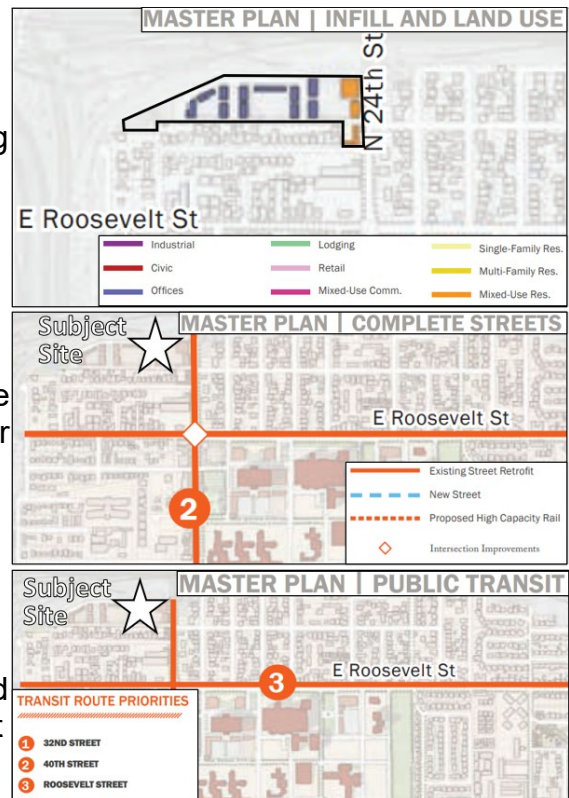 MASTER PLAN | INFILL AND LAND USE
N 24th St
g
E Roosevelt St
Industrial
Lodging
Single-Family Res.
Civic
Retail
Multi-Family Res.
Offices
Mixed-Use Comm.
Mixed-Use Res.
Subject
Site
MASTER PLAN | COMPLETE STREETS
e
r
E Roosevelt St
2
Existing Street Retrofit
New Street
Proposed High Capacity Rail
Intersection Improvements
Subject
Site
MASTER PLAN | PUBLIC TRANSIT
E Roosevelt St
3
d
t
TRANSIT ROUTE PRIORITIES
1 32ND STREET
2 40TH STREET
3 ROOSEVELT STREET